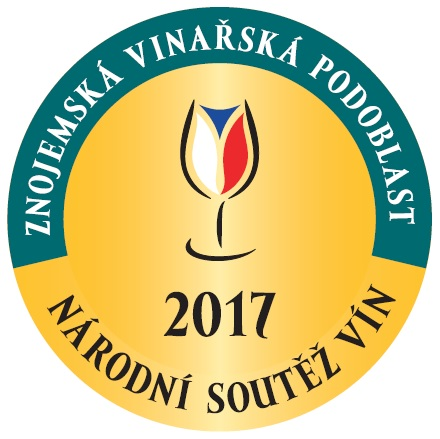 ZNOJEMSKÁ VINAŘSKÁ PODOBLAST
2017
NÁRODNÍ SOUTĚŽ VÍN